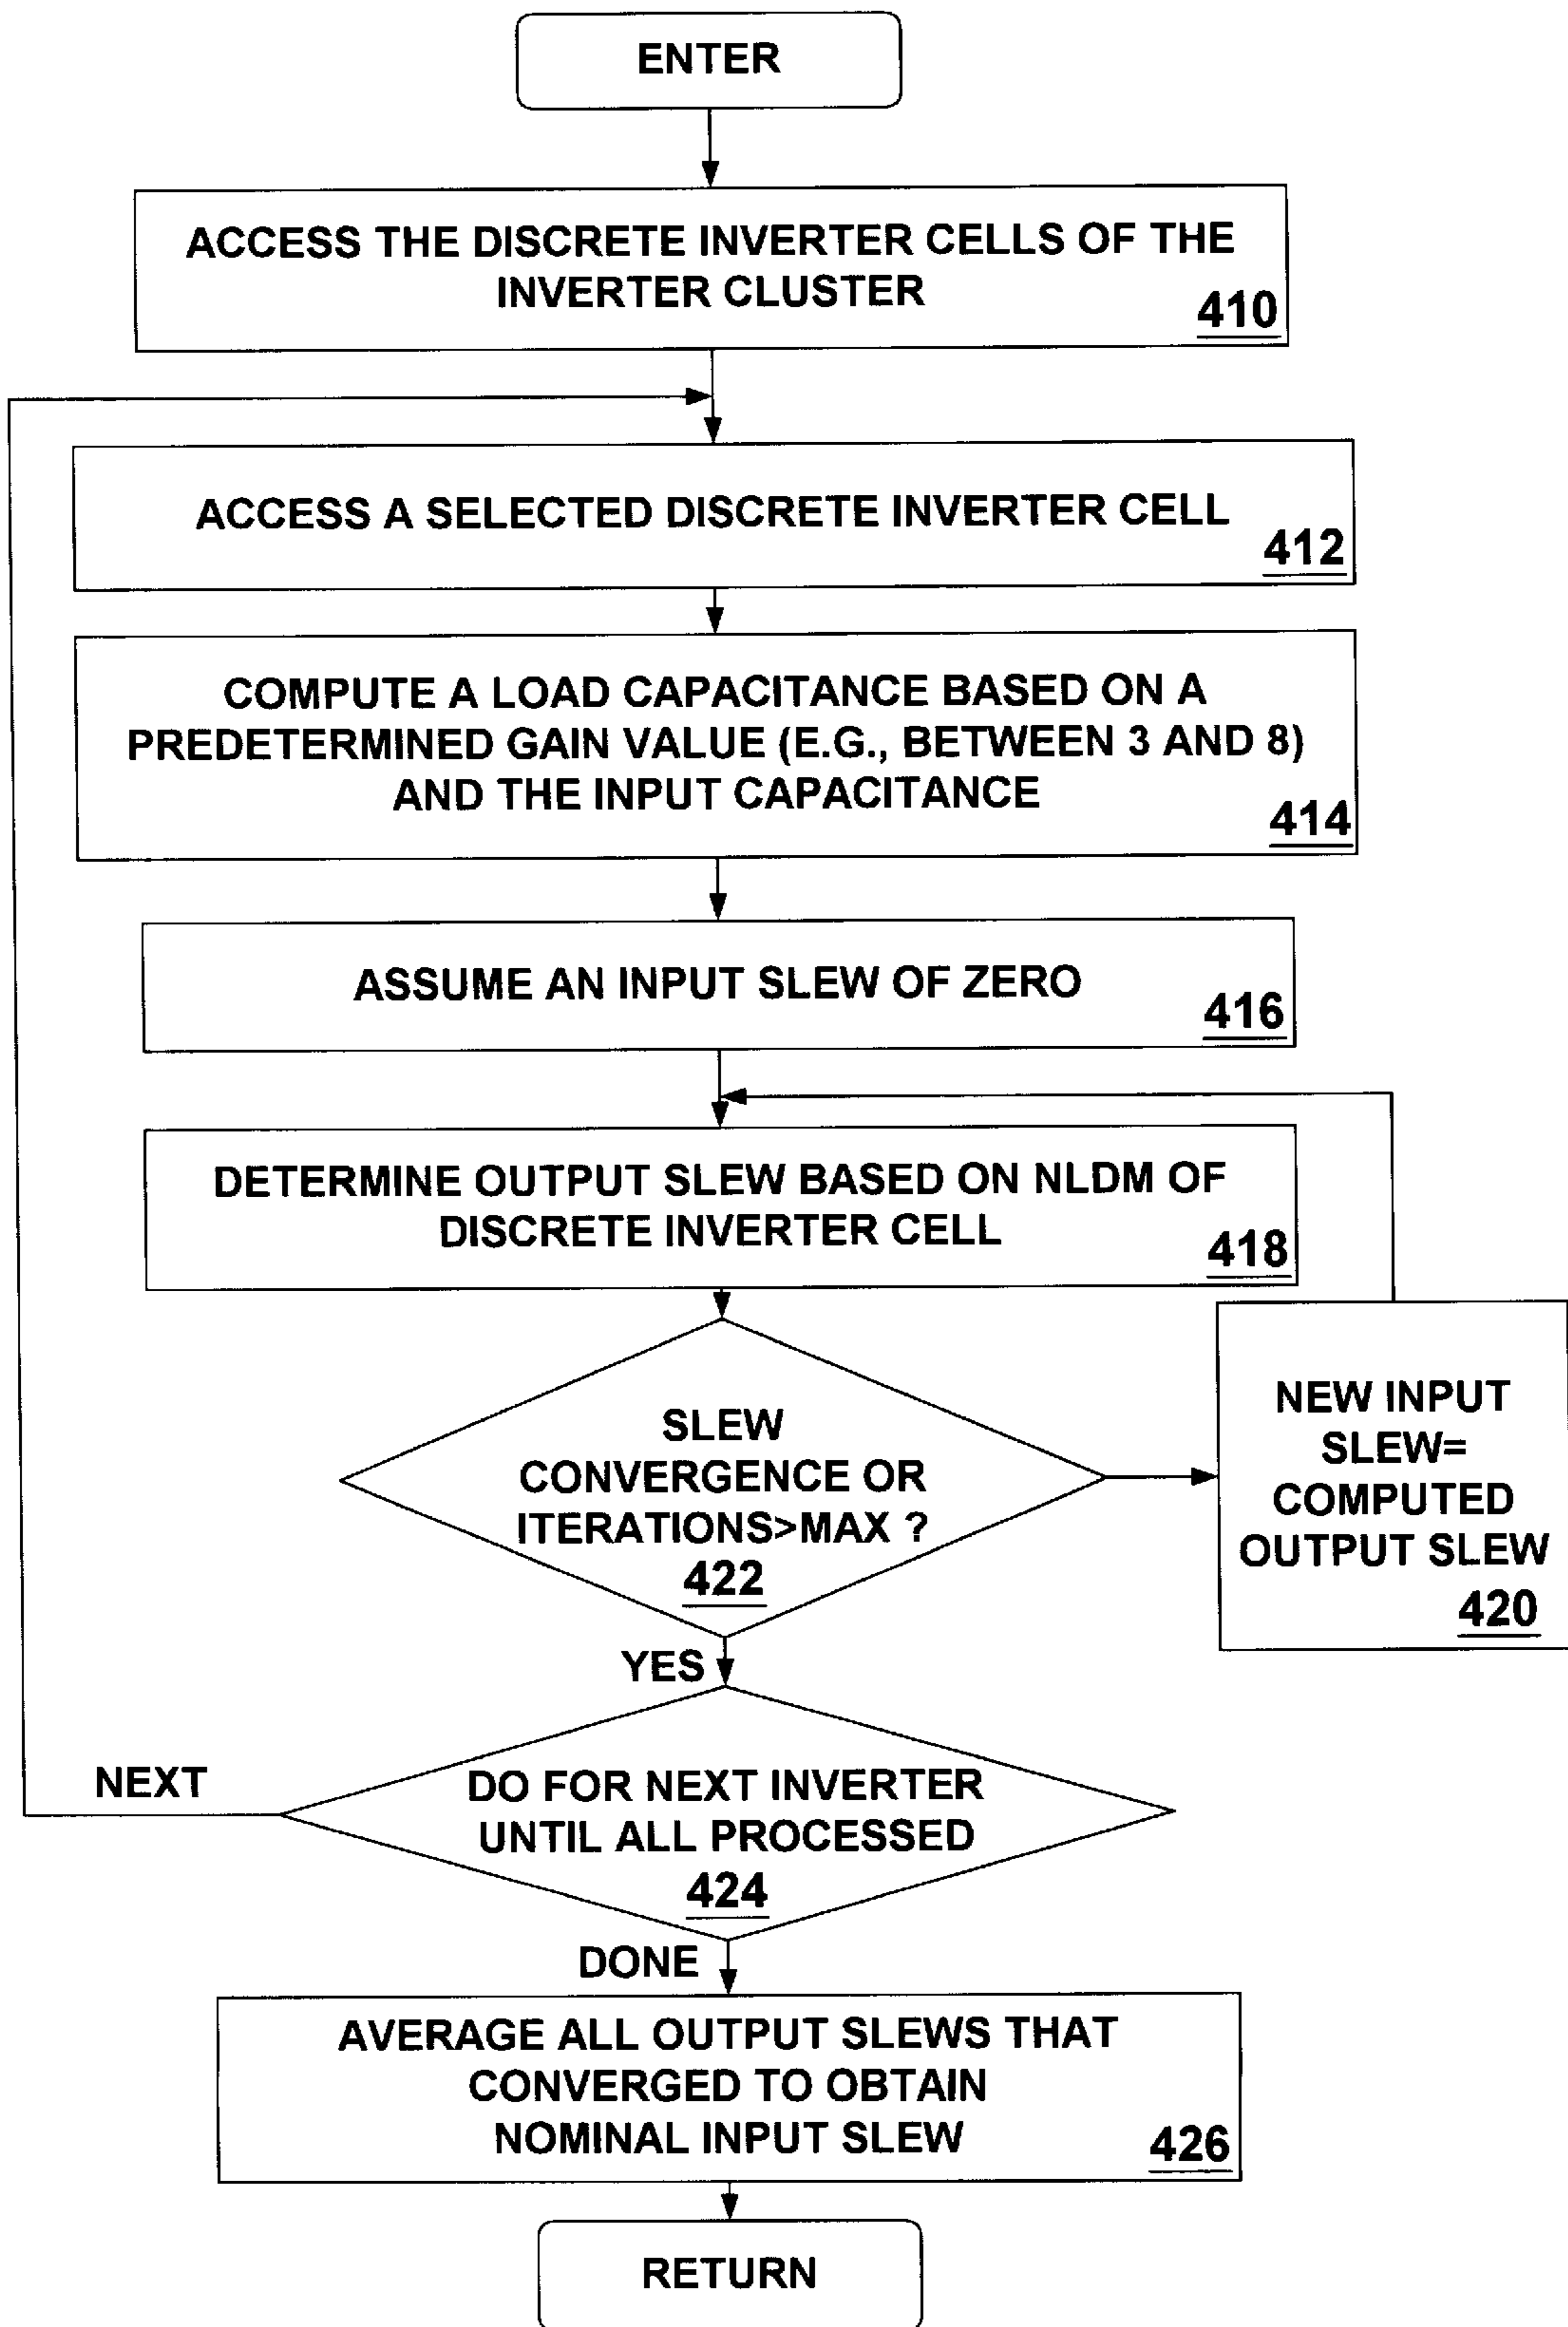 ENTER
ACCESS THE DISCRETE INVERTER CELLS OF THE
INVERTER CLUSTER
410
ACCESS A SELECTED DISCRETE INVERTER CELL
412
COMPUTE A LOAD CAPACITANCE BASED ON A
PREDETERMINED GAIN VALUE (E.G., BETWEEN 3 AND 8)
AND THE INPUT CAPACITANCE
414
ASSUME AN INPUT SLEW OF ZERO
416
DETERMINE OUTPUT SLEW BASED ON NLDM OF
DISCRETE INVERTER CELL
418
SLEW
CONVERGENCE OR
ITERATIONS>MAX ?
422
NEW INPUT
SLEW=
COMPUTED
OUTPUT SLEW
420
YES
NEXT
DO FOR NEXT INVERTER
UNTIL ALL PROCESSED
424
DONE
AVERAGE ALL OUTPUT SLEWS THAT
CONVERGED TO OBTAIN
NOMINAL INPUT SLEW
426
RETURN